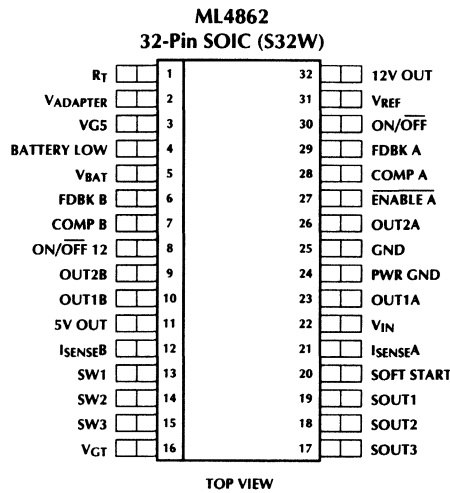 ML4862
32-Pin SOIC (S32W)
RT 1 32 12V OUT
VADAPTER 2 31 VREF
VG5 3 30 ON/OFF
BATTERY LOW 4 29 FDBK A
VBAT 5 28 COMP A
FDBK B 6 27 ENABLE A
COMP B 7 26 OUT2A
ON/OFF 12 8 25 GND
OUT2B 9 24 PWR GND
OUT1B 10 23 OUT1A
5V OUT 11 22 VIN
ISENSEB 12 21 ISENSEA
SW1 13 20 SOFT START
SW2 14 19 SOUT1
SW3 15 18 SOUT2
VGT 16 17 SOUT3
TOP VIEW